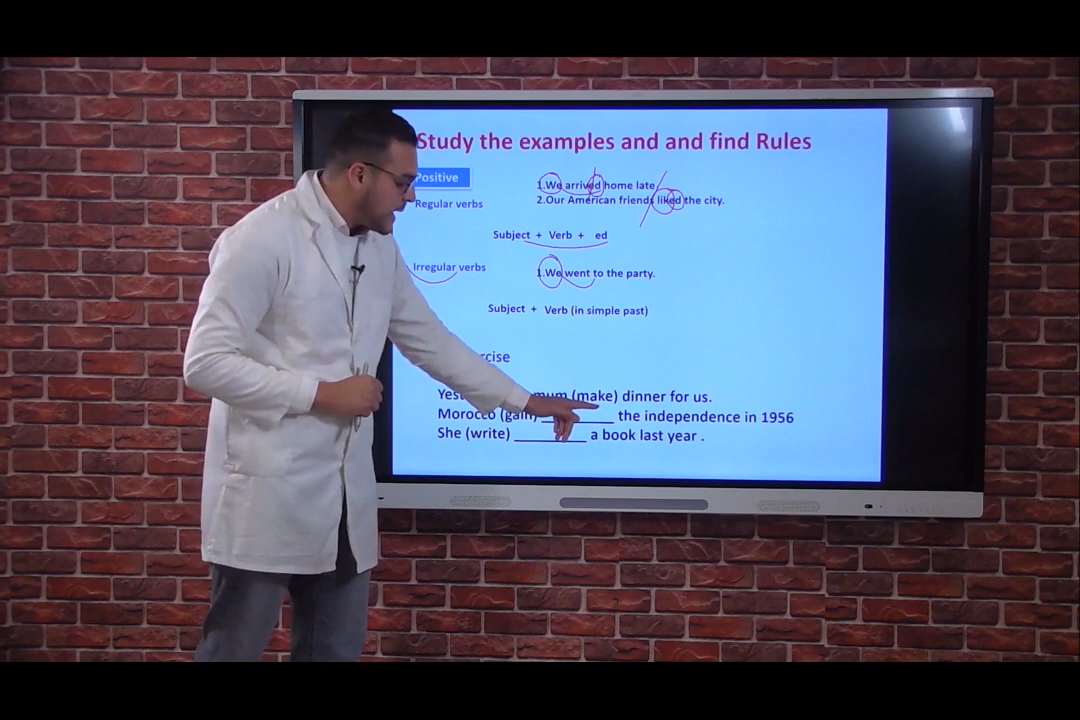 Study the examples and and find Rules
Positive
Regular verbs
1.We arrived home late
2.Our American friends liked the city.
Subject + Verb + ed
Irregular verbs
1.We went to the party.
Subject + Verb (in simple past)
mum (make) dinner for us.
Morocco (gain) the independence in 1956
She (write) __________ a book last year .